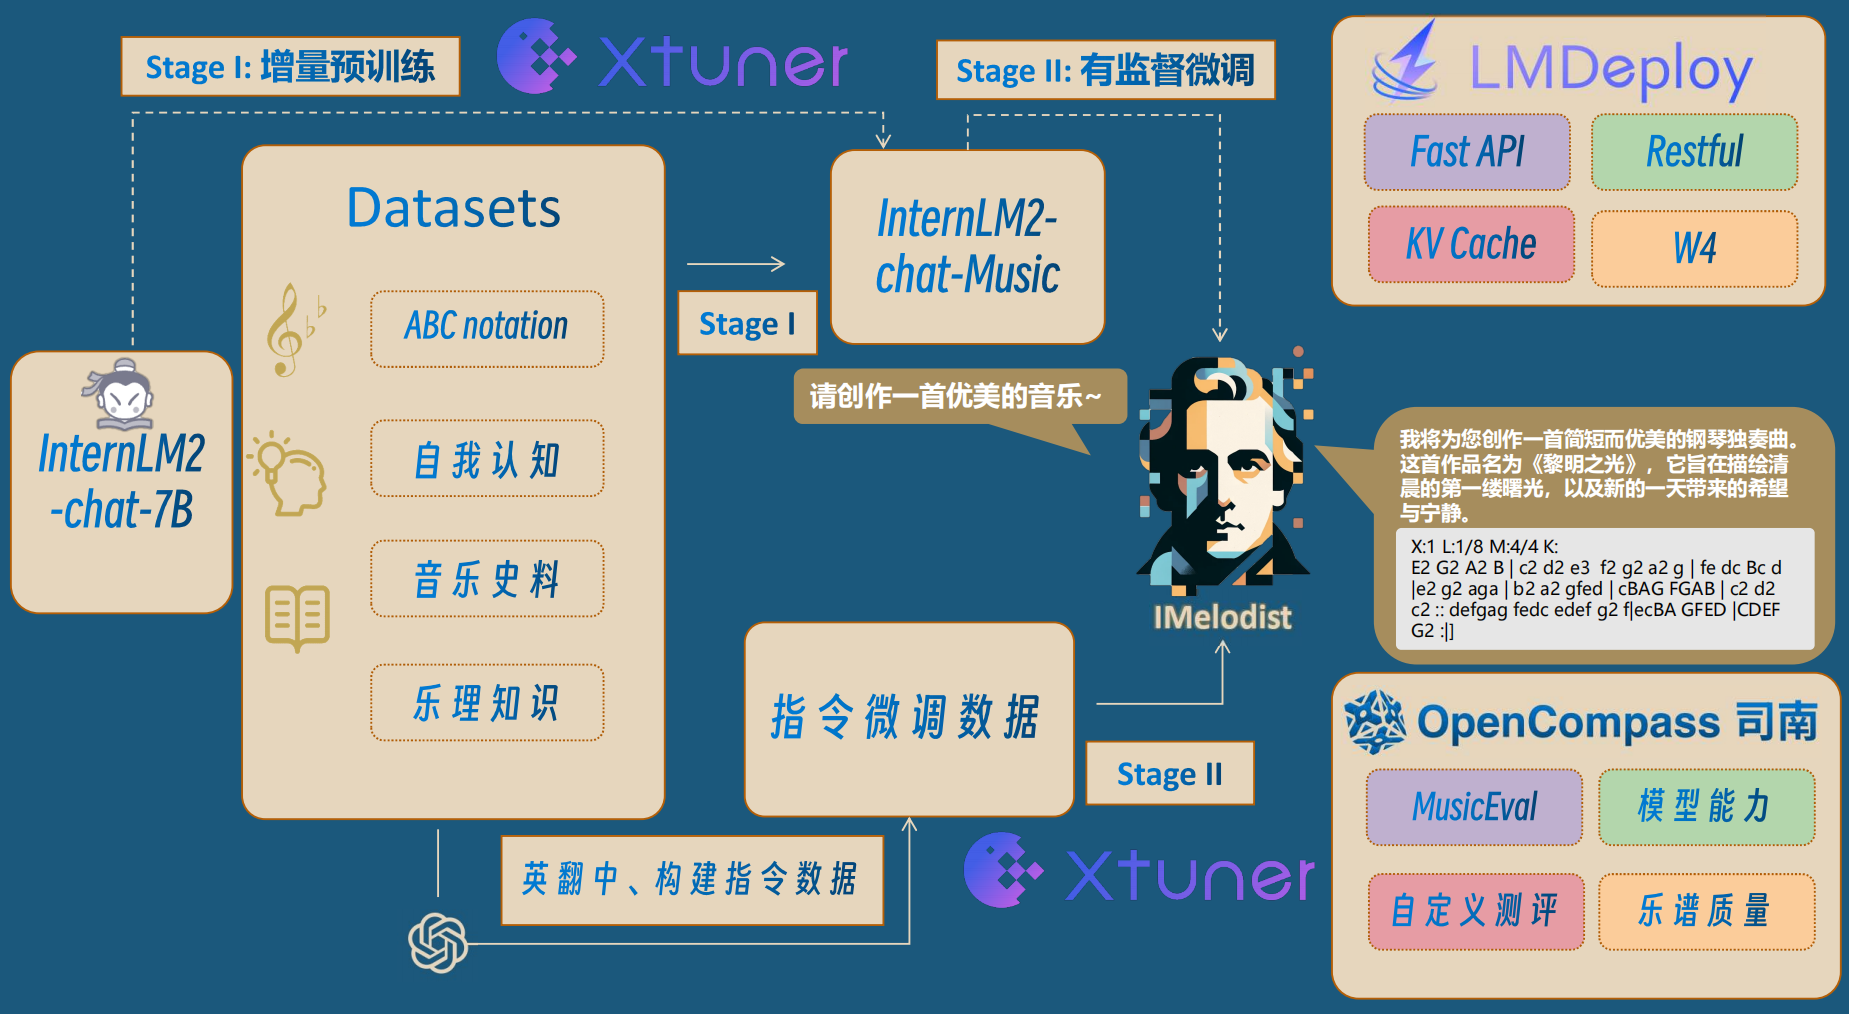 Stage I: 增量预训练
Xtuner
Stage II: 有监督微调
LMDeploy
Fast API
Restful
KV Cache
W4
Datasets
ABC notation
自我认知
音乐史料
乐理知识
InternLM2
-chat-7B
Stage I
InternLM2-
chat-Music
请创作一首优美的音乐~
IMelodist
我将为您创作一首简短而优美的钢琴独奏曲。
这首作品名为《黎明之光》，它旨在描绘清
晨的第一缕曙光，以及新的一天带来的希望
与宁静。
X:1 L:1/8 M:4/4 K:
E2 G2 A2 B | c2 d2 e3  f2 g2 a2 g | fe dc Bc d
|e2 g2 aga | b2 a2 gfed | cBAG FGAB | c2 d2
c2 :: defgag fedc edef g2 f|ecBA GFED |CDEF
G2 :|]
指令微调数据
Stage II
英翻中、构建指令数据
Xtuner
OpenCompass 司南
MusicEval
模型能力
自定义测评
乐谱质量